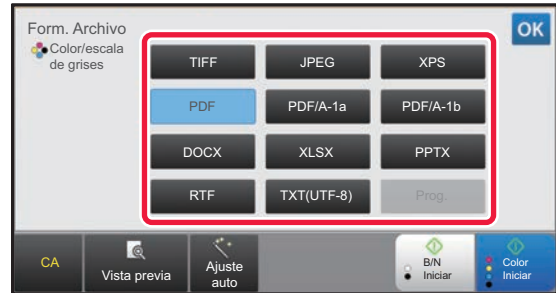 Form. Archivo
OK
Color/escala
de grises
TIFF
JPEG
XPS
PDF
PDF/A-1a
PDF/A-1b
DOCX
XLSX
PPTX
RTF
TXT(UTF-8)
Prog.
CA
Vista previa
Ajuste
auto
B/N
Iniciar
Color
Iniciar